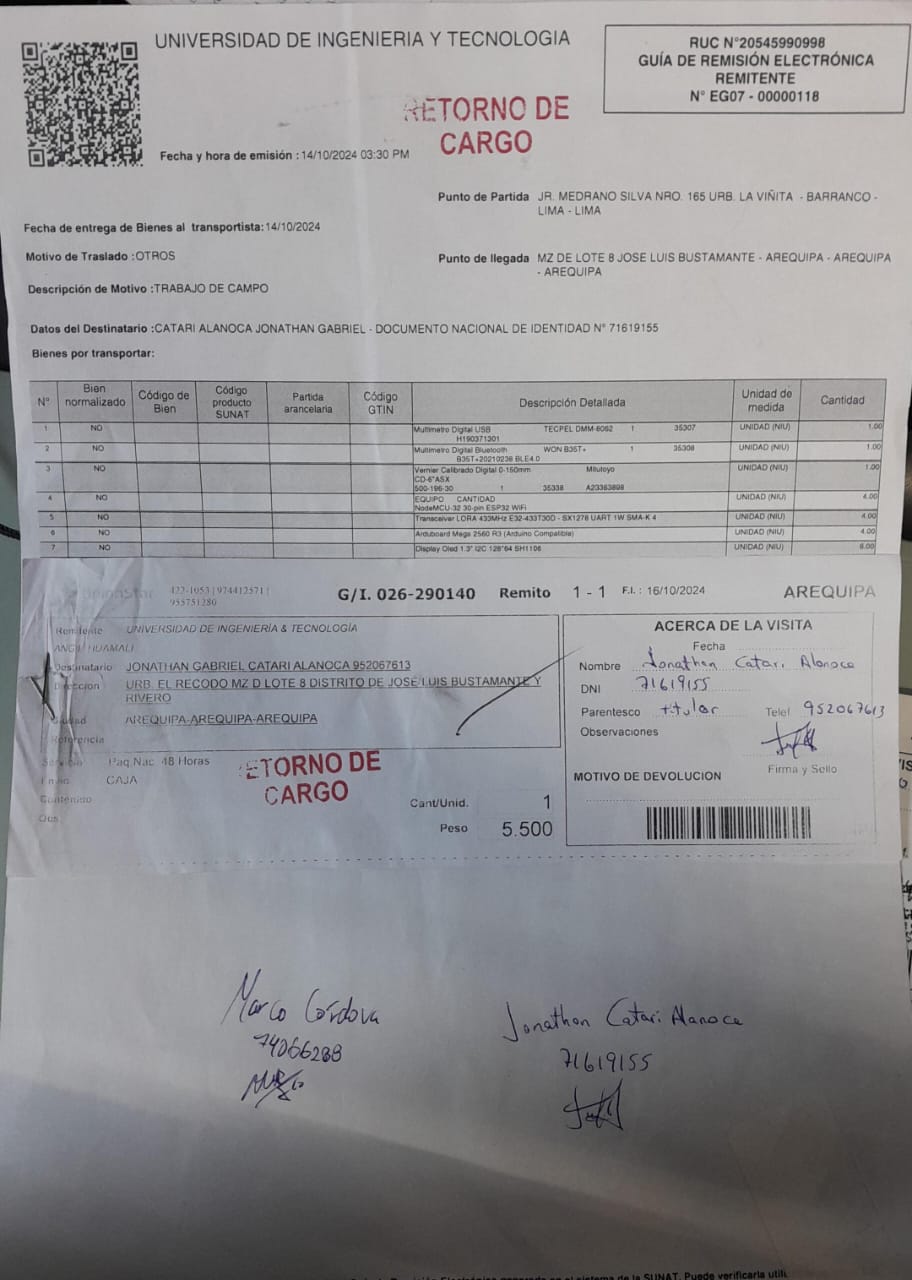 UNIVERSIDAD DE INGENIERIA Y TECNOLOGIA
RUC N°20545990998
GUÍA DE REMISIÓN ELECTRÓNICA
REMITENTE
N° EG07 - 00000118
RETORNO DE
CARGO
Fecha y hora de emisión : 14/10/2024 03:30 PM
Punto de Partida JR. MEDRANO SILVA NRO. 165 URB. LA VIÑITA - BARRANCO -
LIMA - LIMA
Fecha de entrega de Bienes al transportista: 14/10/2024
Motivo de Traslado : OTROS
Punto de llegada MZ DE LOTE 8 JOSE LUIS BUSTAMANTE - AREQUIPA - AREQUIPA
- AREQUIPA
Descripción de Motivo : TRABAJO DE CAMPO
Datos del Destinatario : CATARI ALANOCA JONATHAN GABRIEL - DOCUMENTO NACIONAL DE IDENTIDAD N° 71619155
Bienes por transportar:
N° Bien normalizado Código de Bien Código producto SUNAT Partida arancelaria Código GTIN Descripción Detallada Unidad de medida Cantidad
1 NO Multimetro Digital USB TECPEL DMM-8062 1 35307 UNIDAD (NIU) 1.00
H190371301
2 NO Multimetro Digital Bluetooth WON B35T+ 1 35308 UNIDAD (NIU) 1.00
B35T+20210238 BLE4.0
3 NO Vernier Calibrado Digital 0-150mm Mitutoyo UNIDAD (NIU) 1.00
CD-6"ASX
500-196-30 1 35338 A23363898
4 NO EQUIPO CANTIDAD UNIDAD (NIU) 4.00
NodeMCU-32 30-pin ESP32 WiFi
5 NO Transceiver LORA 433MHz E32-433T30D - SX1278 UART 1W SMA-K 4 UNIDAD (NIU) 4.00
6 NO Arduboard Mega 2560 R3 (Arduino Compatible) UNIDAD (NIU) 4.00
7 NO Display Oled 1.3" I2C 128*64 SH1106 UNIDAD (NIU) 8.00
UnionStar 422-1053 | 974412571 |
955751280
G/I. 026-290140 Remito 1 - 1 F.I. : 16/10/2024 AREQUIPA
Remitente UNIVERSIDAD DE INGENIERÍA & TECNOLOGÍA
HUAMALI
Destinatario JONATHAN GABRIEL CATARI ALANOCA 952067613
Dirección URB. EL RECODO MZ D LOTE 8 DISTRITO DE JOSE LUIS BUSTAMANTE Y
RIVERO
Ciudad AREQUIPA-AREQUIPA-AREQUIPA
Referencia
Servicio Paq.Nac. 48 Horas
Envio CAJA
Contenido
Obs.
RETORNO DE
CARGO
Cant/Unid. 1
Peso 5.500
ACERCA DE LA VISITA
Fecha
Nombre Jonathan Catari Alanoca
DNI 71619155
Parentesco titular Telef 952067613
Observaciones
Firma y Sello
MOTIVO DE DEVOLUCION
Marco Córdova
74066288
Jonathan Catari Alanoca
71619155